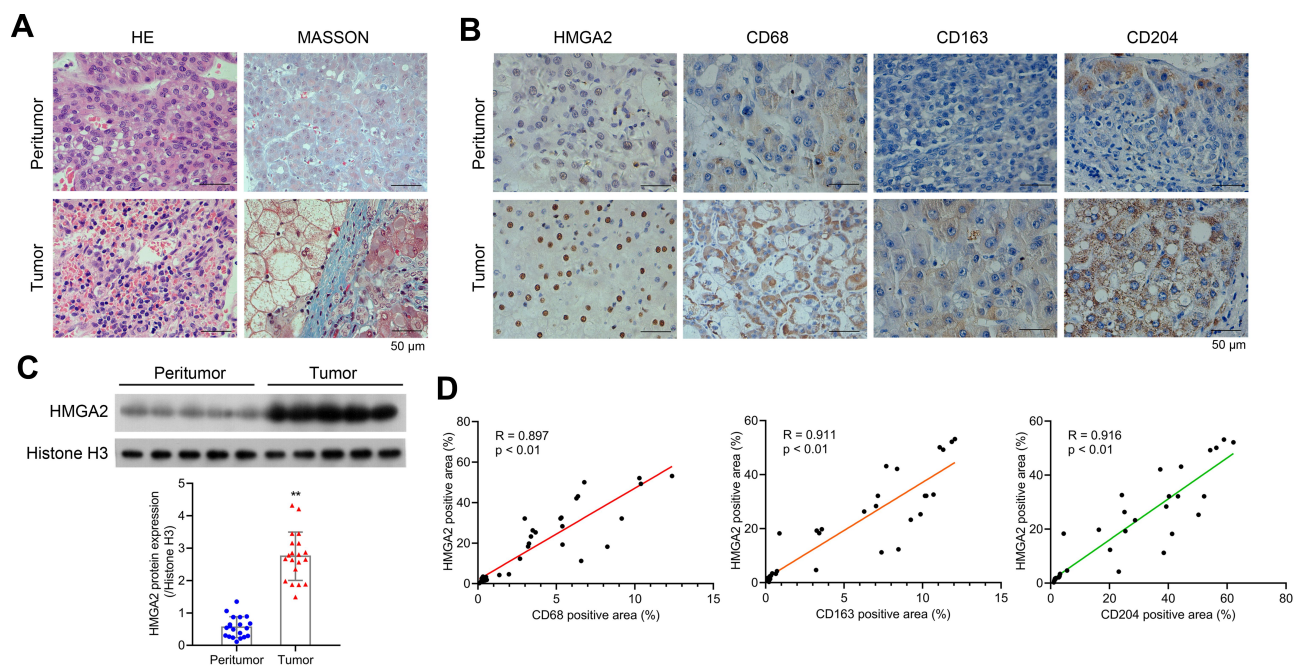 A
HE
MASSON
Peritumor
Tumor
50 µm
B
HMGA2
CD68
CD163
CD204
Peritumor
Tumor
50 µm
C
Peritumor
Tumor
HMGA2
Histone H3
HMGA2 protein expression
(/Histone H3)
5
4
3
2
1
0
**
Peritumor
Tumor
D
HMGA2 positive area (%)
80
60
40
20
0
R = 0.897
p < 0.01
0
5
10
15
CD68 positive area (%)
HMGA2 positive area (%)
60
40
20
0
R = 0.911
p < 0.01
0
5
10
15
CD163 positive area (%)
HMGA2 positive area (%)
60
40
20
0
R = 0.916
p < 0.01
0
20
40
60
80
CD204 positive area (%)